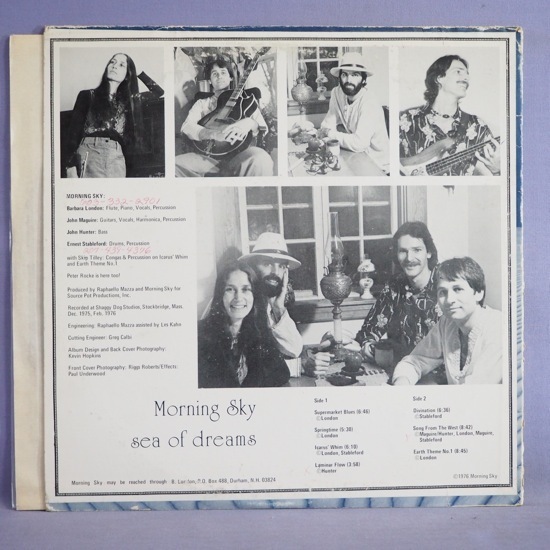 MORNING SKY:
Barbara London: Flute, Piano, Vocals, Percussion
John Maguire: Guitars, Vocals, Harmonica, Percussion
John Hunter: Bass
Ernest Stableford: Drums, Percussion
with Skip Tilley: Conga & Percussion on Icarus' Whim
and Earth Theme No.1
Peter Rocke is here too!
Produced by Raphaello Mazza and Morning Sky for
Source Pot Productions, Inc.
Recorded at Shaggy Dog Studios, Stockbridge, Mass.
Dec. 1975, Feb. 1976
Engineering: Raphaello Mazza assisted by Les Kahn
Cutting Engineer: Greg Calbi
Album Design and Back Cover Photography:
Kevin Hopkins
Front Cover Photography: Riggs Roberts/Effects:
Paul Underwood
Morning Sky
sea of dreams
Side 1
Supermarket Blues (6:46)
©London
Springtime (5:30)
©London
Icarus' Whim (6:19)
©London, Stableford
Laminar Flow (3:58)
©Hunter
Side 2
Divination (6:36)
©Stableford
Song From The West (8:42)
©Maguire/Hunter, London, Maguire,
Stableford
Earth Theme No.1 (8:45)
©London
Morning Sky may be reached through B. London, P.O. Box 488, Durham, N.H. 03824
©1976 Morning Sky